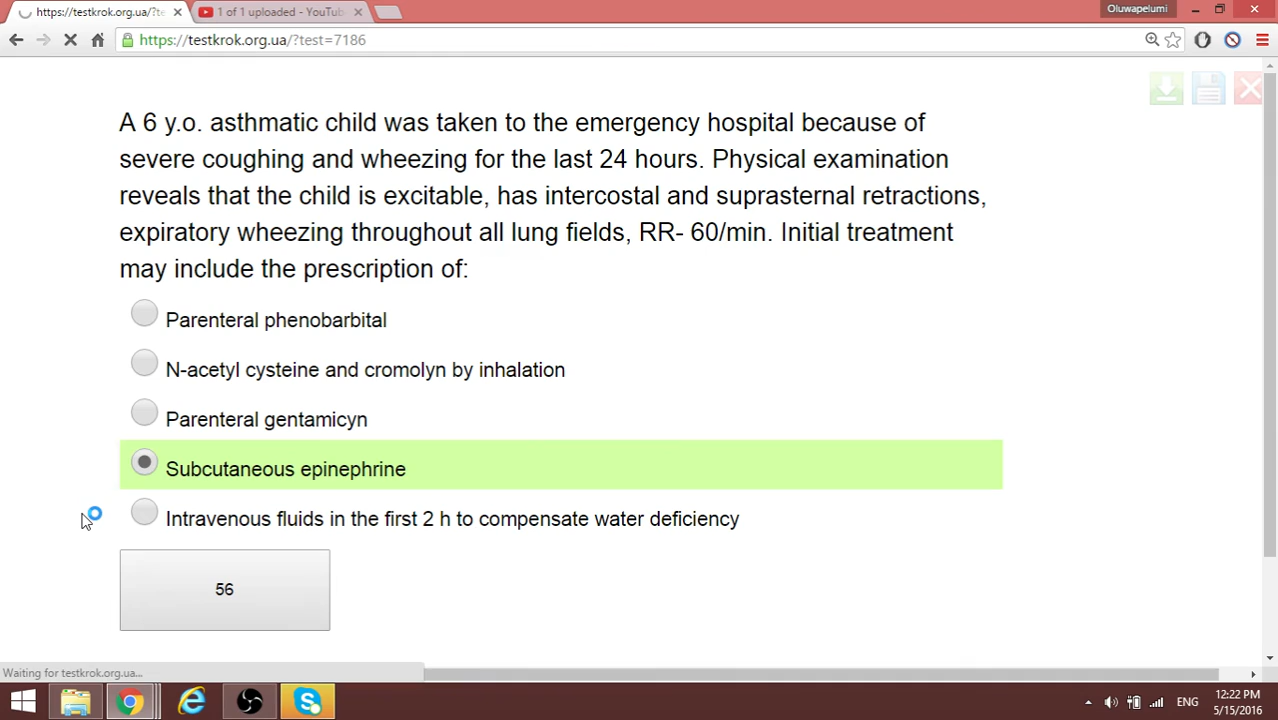 https://testkrok.org.ua/?te
1 of 1 uploaded - YouTub
Oluwapelumi
https://testkrok.org.ua/?test=7186
A 6 y.o. asthmatic child was taken to the emergency hospital because of
severe coughing and wheezing for the last 24 hours. Physical examination
reveals that the child is excitable, has intercostal and suprasternal retractions,
expiratory wheezing throughout all lung fields, RR- 60/min. Initial treatment
may include the prescription of:
Parenteral phenobarbital
N-acetyl cysteine and cromolyn by inhalation
Parenteral gentamicyn
Subcutaneous epinephrine
Intravenous fluids in the first 2 h to compensate water deficiency
56
Waiting for testkrok.org.ua...
ENG
12:22 PM
5/15/2016